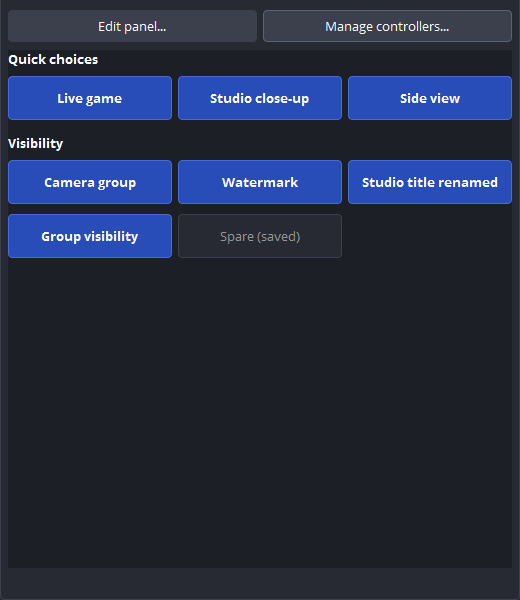 Edit panel...
Manage controllers...
Quick choices
Live game
Studio close-up
Side view
Visibility
Camera group
Watermark
Studio title renamed
Group visibility
Spare (saved)